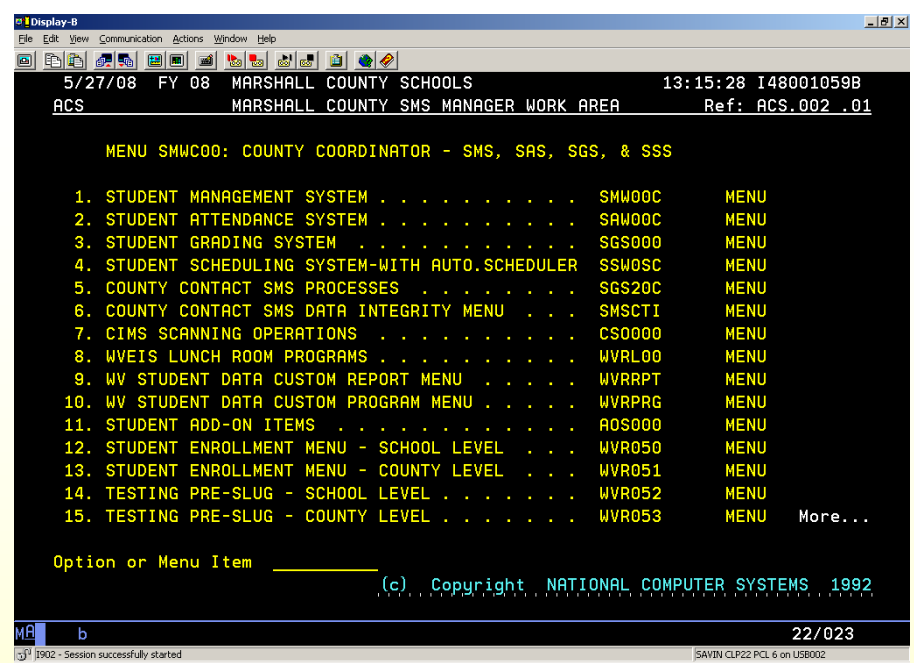 Display-B
File Edit View Communication Actions Window Help
5/27/08 FY 08 MARSHALL COUNTY SCHOOLS 13:15:28 I48001059B
ACS MARSHALL COUNTY SMS MANAGER WORK AREA Ref: ACS.002 .01
MENU SMWC00: COUNTY COORDINATOR - SMS, SAS, SGS, & SSS
1. STUDENT MANAGEMENT SYSTEM . . . . . . . . . . SMW00C MENU
2. STUDENT ATTENDANCE SYSTEM . . . . . . . . . . SAW00C MENU
3. STUDENT GRADING SYSTEM . . . . . . . . . . . SGS000 MENU
4. STUDENT SCHEDULING SYSTEM-WITH AUTO.SCHEDULER SSW0SC MENU
5. COUNTY CONTACT SMS PROCESSES . . . . . . . . SGS20C MENU
6. COUNTY CONTACT SMS DATA INTEGRITY MENU . . . SMSCTI MENU
7. CIMS SCANNING OPERATIONS . . . . . . . . . . CSO000 MENU
8. WVEIS LUNCH ROOM PROGRAMS . . . . . . . . . . WVRL00 MENU
9. WV STUDENT DATA CUSTOM REPORT MENU . . . . . WVRRPT MENU
10. WV STUDENT DATA CUSTOM PROGRAM MENU . . . . . WVRPRG MENU
11. STUDENT ADD-ON ITEMS . . . . . . . . . . . . AOS000 MENU
12. STUDENT ENROLLMENT MENU - SCHOOL LEVEL . . . WVR050 MENU
13. STUDENT ENROLLMENT MENU - COUNTY LEVEL . . . WVR051 MENU
14. TESTING PRE-SLUG - SCHOOL LEVEL . . . . . . . WVR052 MENU
15. TESTING PRE-SLUG - COUNTY LEVEL . . . . . . . WVR053 MENU More...
Option or Menu Item __________
(c) Copyright NATIONAL COMPUTER SYSTEMS 1992
MA b 22/023
I902 - Session successfully started SAVIN CLP22 PCL 6 on USB002